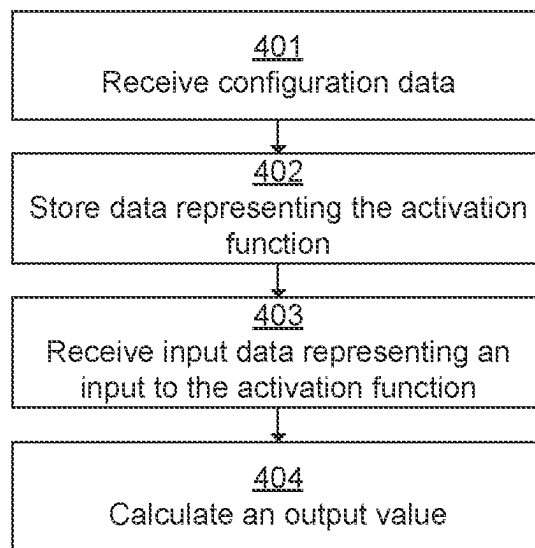 401
Receive configuration data
402
Store data representing the activation
function
403
Receive input data representing an
input to the activation function
404
Calculate an output value